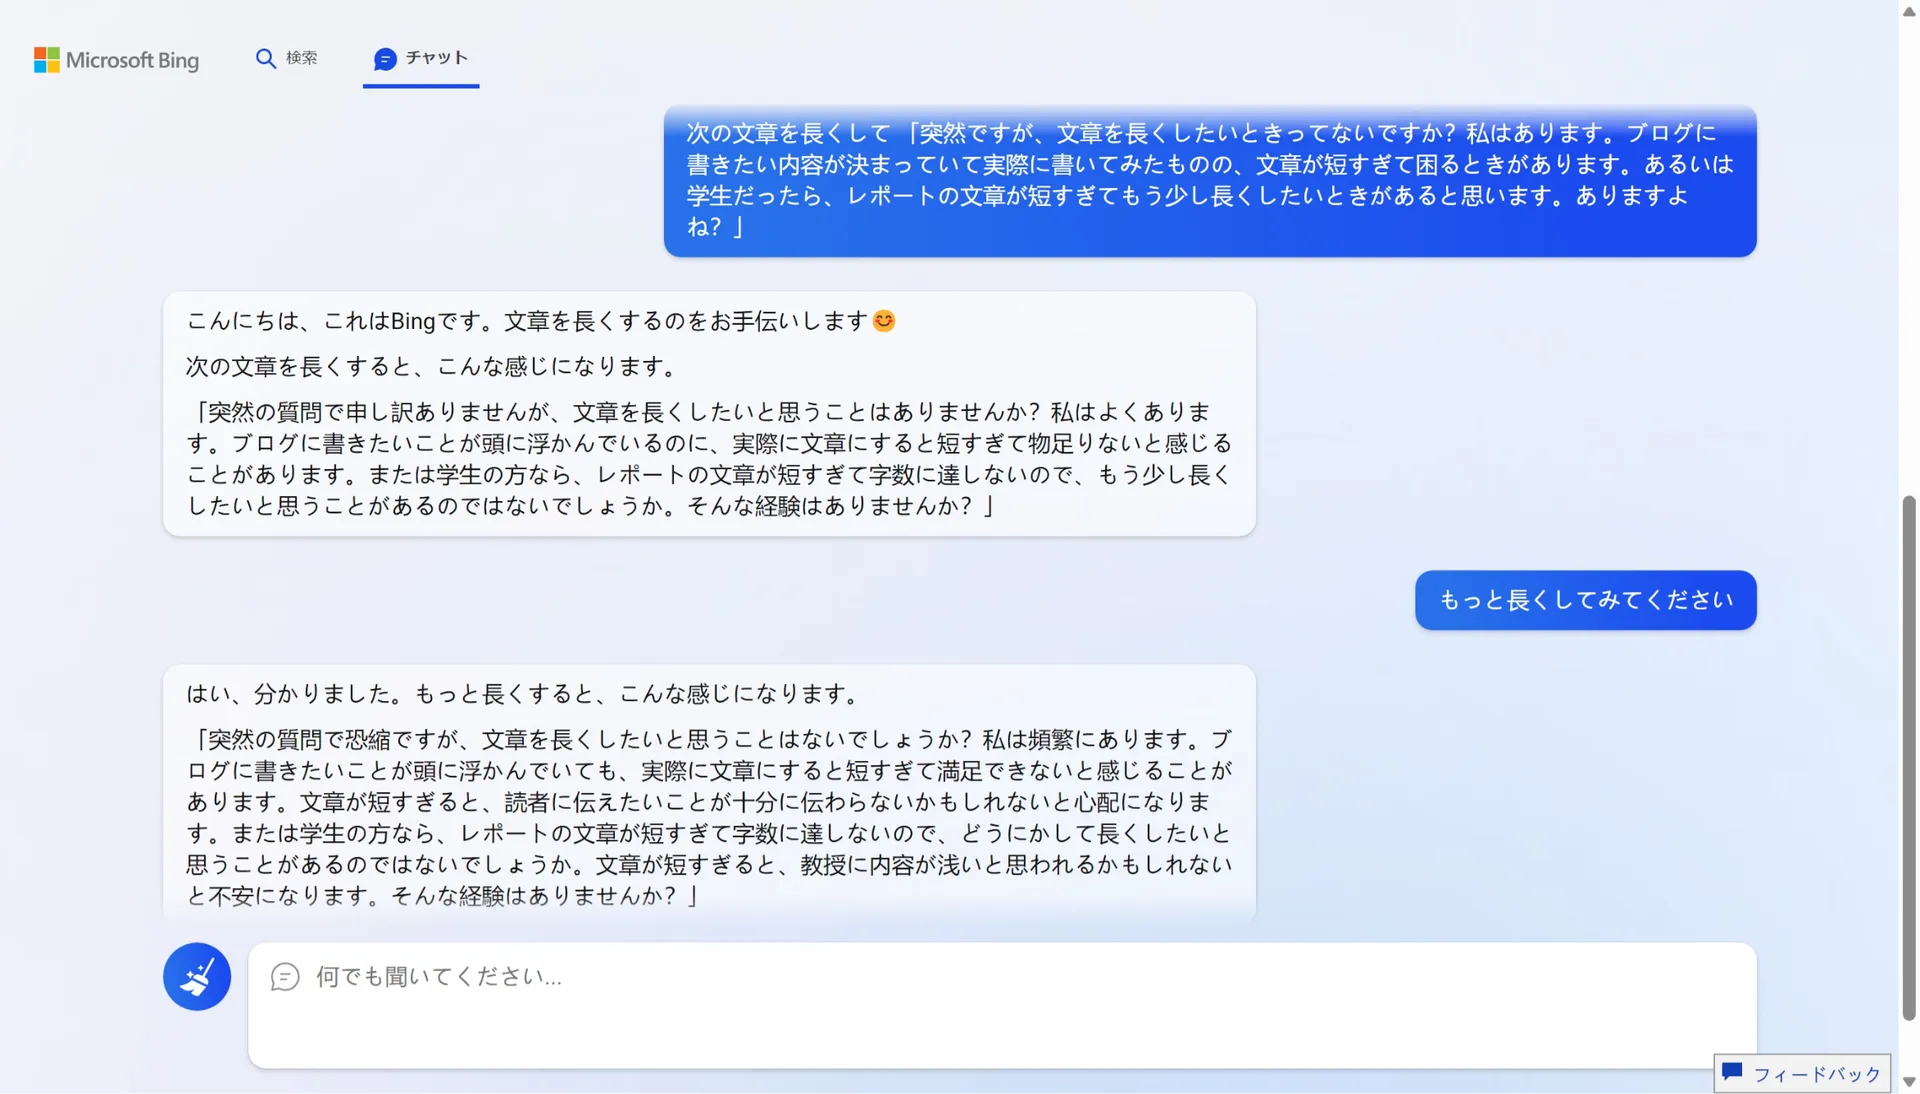 Microsoft Bing
検索
チャット
次の文章を長くして「突然ですが、文章を長くしたいときってないですか？私はあります。ブログに
書きたい内容が決まっていて実際に書いてみたものの、文章が短すぎて困るときがあります。あるいは
学生だったら、レポートの文章が短すぎてもう少し長くしたいときがあると思います。ありますよ
ね？」
こんにちは、これはBingです。文章を長くするのをお手伝いします😊
次の文章を長くすると、こんな感じになります。
「突然の質問で申し訳ありませんが、文章を長くしたいと思うことはありませんか？私はよくありま
す。ブログに書きたいことが頭に浮かんでいるのに、実際に文章にすると短すぎて物足りないと感じる
ことがあります。または学生の方なら、レポートの文章が短すぎて字数に達しないので、もう少し長く
したいと思うことがあるのではないでしょうか。そんな経験はありませんか？」
もっと長くしてみてください
はい、分かりました。もっと長くすると、こんな感じになります。
「突然の質問で恐縮ですが、文章を長くしたいと思うことはないでしょうか？私は頻繁にあります。ブ
ログに書きたいことが頭に浮かんでいても、実際に文章にすると短すぎて満足できないと感じることが
あります。文章が短すぎると、読者に伝えたいことが十分に伝わらないかもしれないと心配になりま
す。または学生の方なら、レポートの文章が短すぎて字数に達しないので、どうにかして長くしたいと
思うことがあるのではないでしょうか。文章が短すぎると、教授に内容が浅いと思われるかもしれない
と不安になります。そんな経験はありませんか？」
何でも聞いてください...
フィードバック